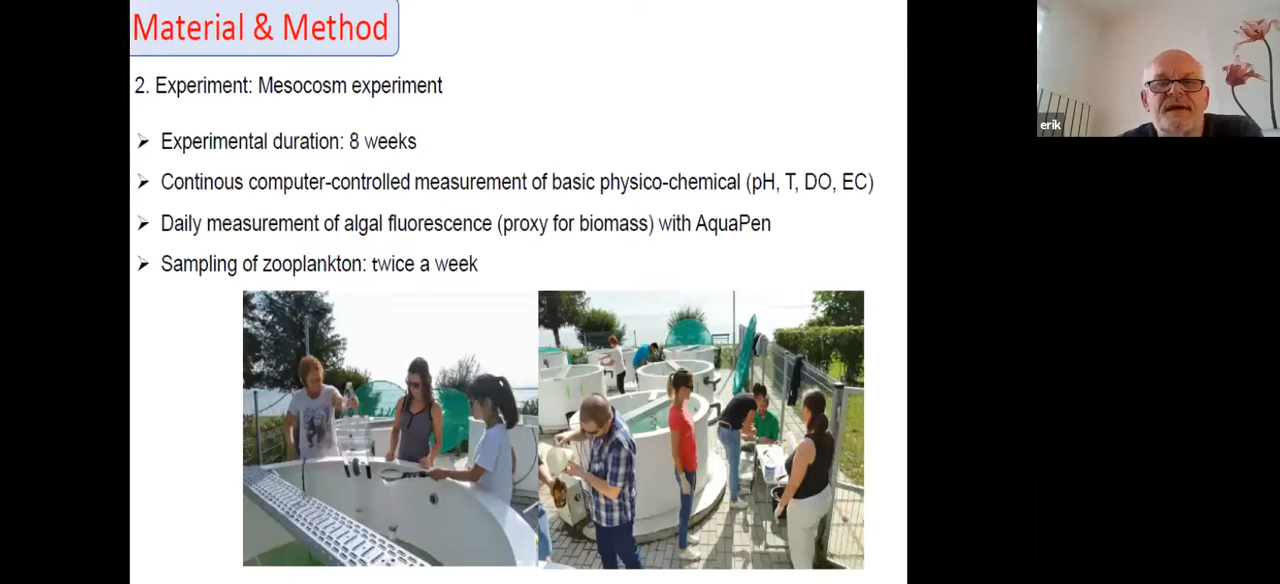 Material & Method
2. Experiment: Mesocosm experiment
Experimental duration: 8 weeks
Continous computer-controlled measurement of basic physico-chemical (pH, T, DO, EC)
Daily measurement of algal fluorescence (proxy for biomass) with AquaPen
Sampling of zooplankton: twice a week
erik